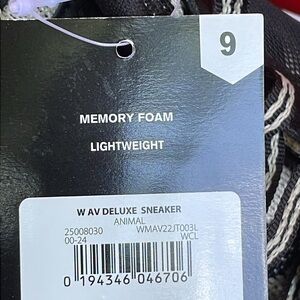 9
MEMORY FOAM
LIGHTWEIGHT
W AV DELUXE SNEAKER
ANIMAL
25008030 WMAV22JT003L
00-24 WCL
0 194346 046706